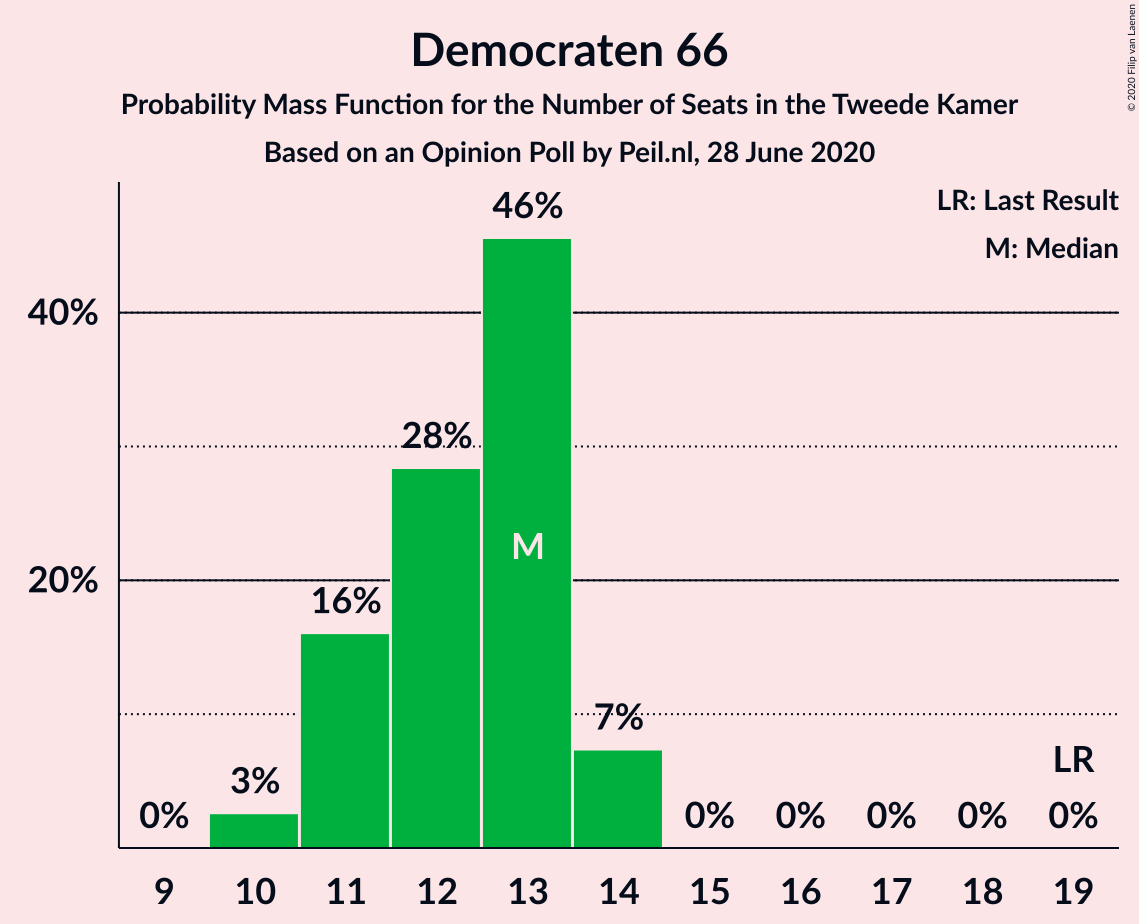 Democraten 66
Probability Mass Function for the Number of Seats in the Tweede Kamer
Based on an Opinion Poll by Peil.nl, 28 June 2020
© 2020 Filip van Laenen
LR: Last Result
M: Median
46%
40%
28%
M
20%
16%
7%
3%
LR
0% 0% 0% 0% 0% 0%
9 10 11 12 13 14 15 16 17 18 19